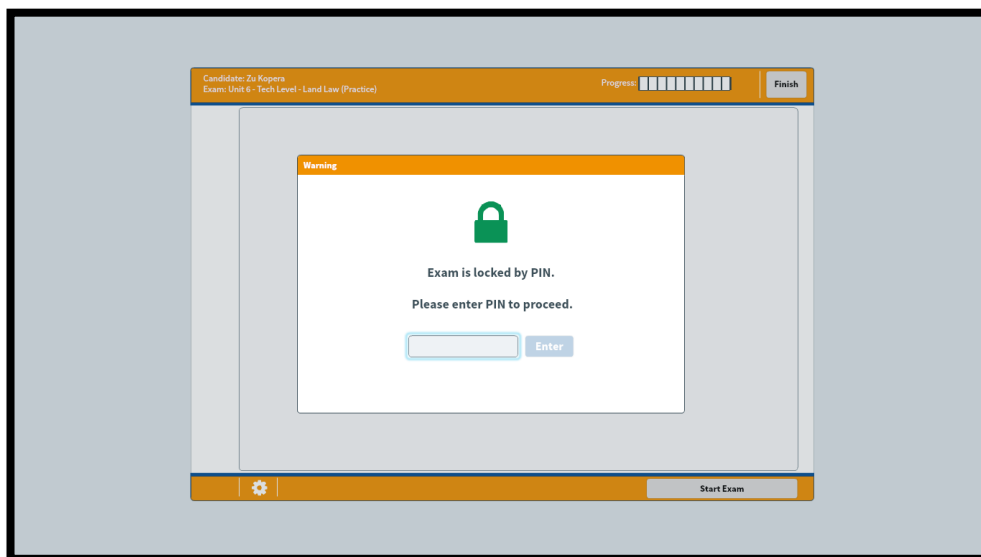 Candidate: Zu Kopera
Exam: Unit 6 - Tech Level - Land Law (Practice)
Progress:
Finish
Warning
Exam is locked by PIN.
Please enter PIN to proceed.
Enter
Start Exam